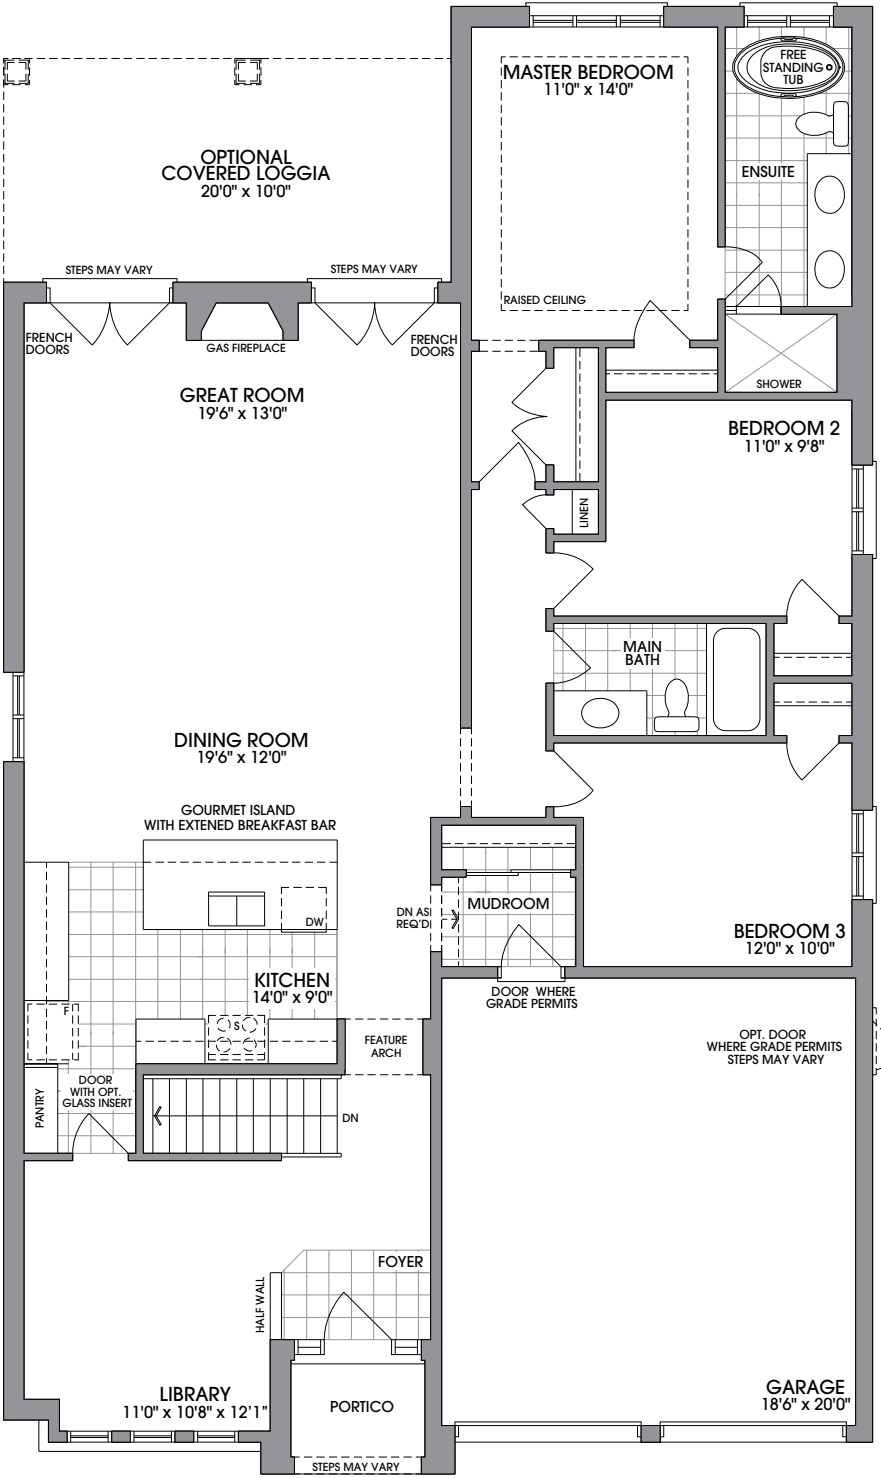 FREE
STANDING
TUB
MASTER BEDROOM
11'0" x 14'0"
OPTIONAL
COVERED LOGGIA
20'0" x 10'0"
ENSUITE
STEPS MAY VARY
STEPS MAY VARY
RAISED CEILING
FRENCH
DOORS
GAS FIREPLACE
FRENCH
DOORS
SHOWER
GREAT ROOM
19'6" x 13'0"
BEDROOM 2
11'0" x 9'8"
LINEN
MAIN
BATH
DINING ROOM
19'6" x 12'0"
GOURMET ISLAND
WITH EXTENED BREAKFAST BAR
DW
MUDROOM
DN AS
REQ'D
BEDROOM 3
12'0" x 10'0"
KITCHEN
14'0" x 9'0"
DOOR WHERE
GRADE PERMITS
F
S
FEATURE
ARCH
OPT. DOOR
WHERE GRADE PERMITS
STEPS MAY VARY
PANTRY
DOOR
WITH OPT.
GLASS INSERT
DN
FOYER
HALF WALL
LIBRARY
11'0" x 10'8" x 12'1"
PORTICO
GARAGE
18'6" x 20'0"
STEPS MAY VARY